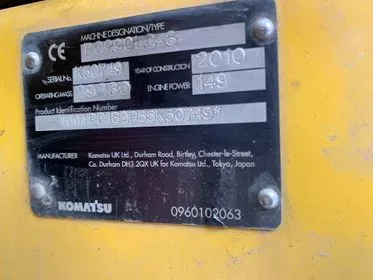 CE
MACHINE DESIGNATION/TYPE
SERIAL No. K50749 YEAR OF CONSTRUCTION 2010
OPERATING MASS ENGINE POWER 149
Product Identification Number
MANUFACTURER Komatsu UK Ltd., Durham Road, Birtley, Chester-le-Street,
Co. Durham DH3 2QX UK for Komatsu Ltd., Tokyo, Japan
KOMATSU 0960102063